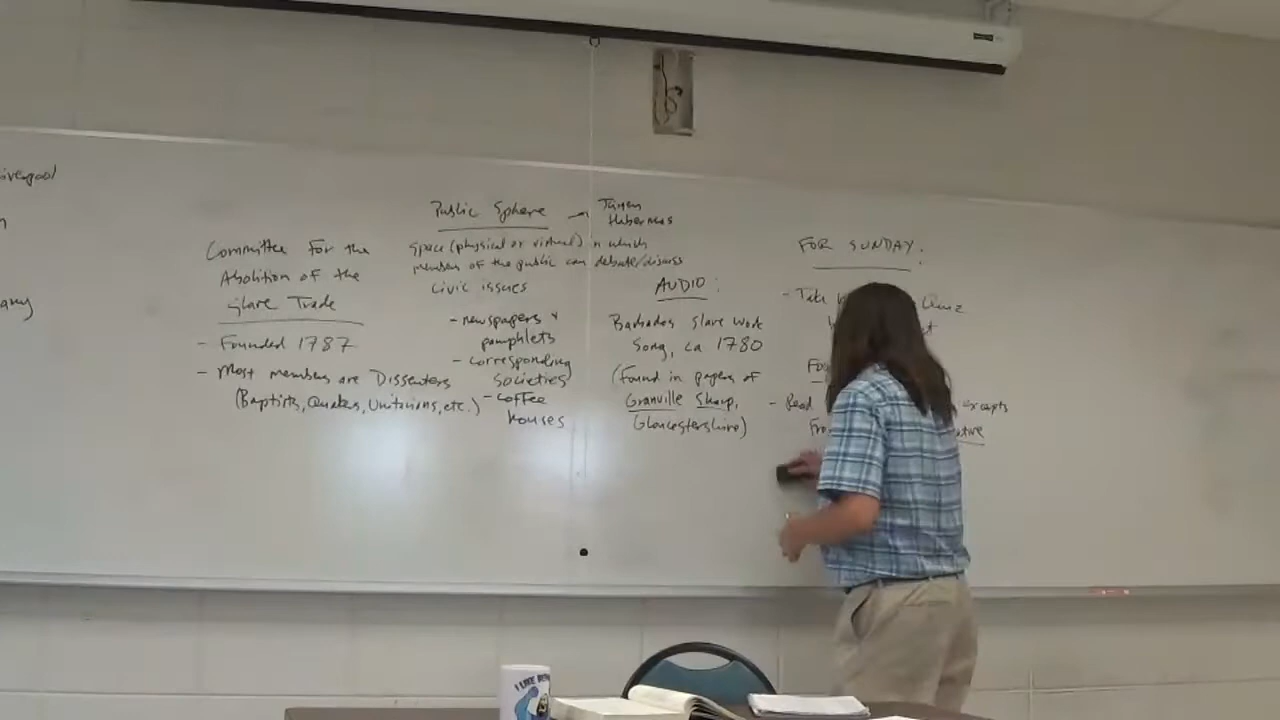 Public Sphere
Habermas
Space (physical or virtual) in which
members of the public can debate/discuss
civic issues
- newspapers &
pamphlets
- corresponding
societies
- coffee
houses
Committee for the
Abolition of the
Slave Trade
- Founded 1787
- Most members are Dissenters
(Baptists, Quakers, Unitarians, etc.)
AUDIO:
Barbados Slave Work
Song, ca 1780
(Found in papers of
Granville Sharp,
Gloucestershire)
FOR SUNDAY:
- Take Quiz
- Read
I LIKE